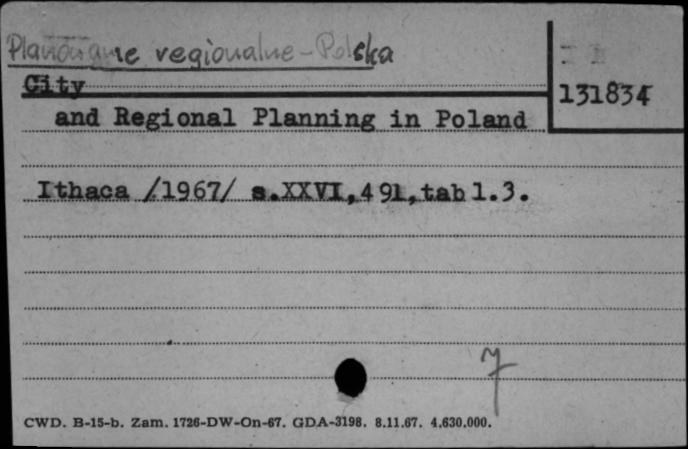 Planowanie regionalne - Polska
City
131834
and Regional Planning in Poland
Ithaca /1967/ s.XXVI,491,tabl.3.
7
CWD. B-15-b. Zam. 1726-DW-On-67. GDA-3198. 8.11.67. 4.630.000.